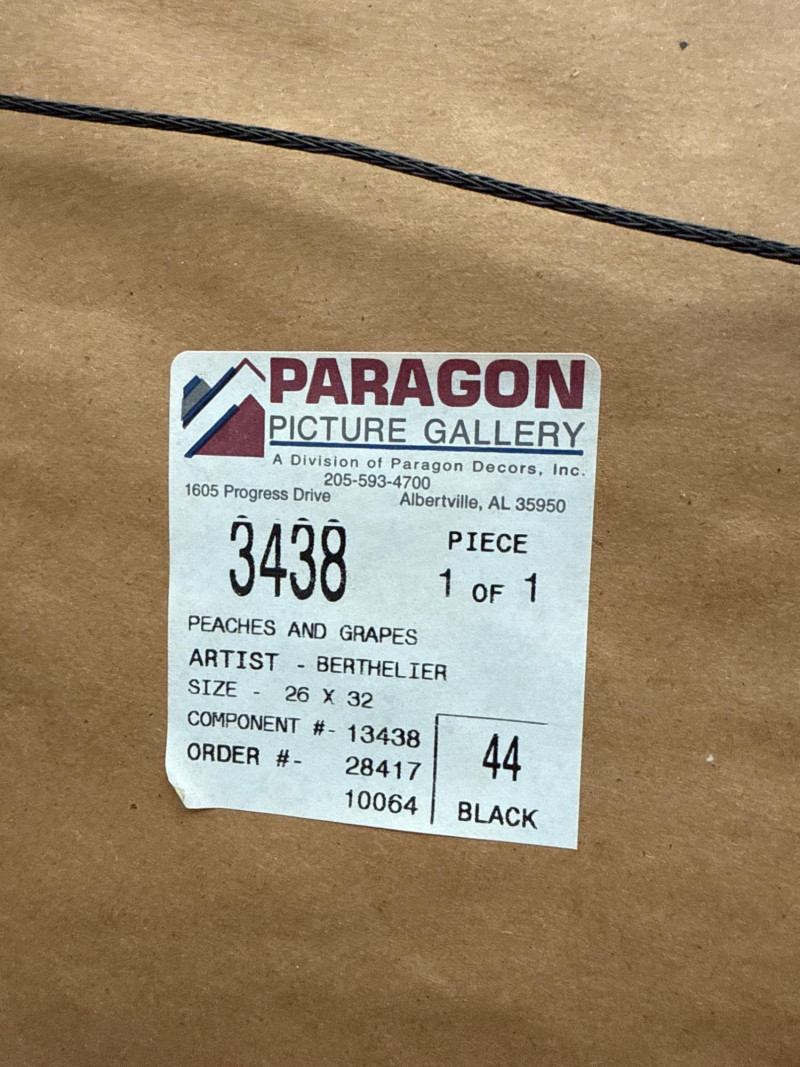 PARAGON
PICTURE GALLERY
A Division of Paragon Decors, Inc.
205-593-4700
1605 Progress Drive Albertville, AL 35950
3438
PIECE
1 OF 1
PEACHES AND GRAPES
ARTIST - BERTHELIER
SIZE - 26 X 32
COMPONENT #- 13438
ORDER #- 28417
10064
44
BLACK